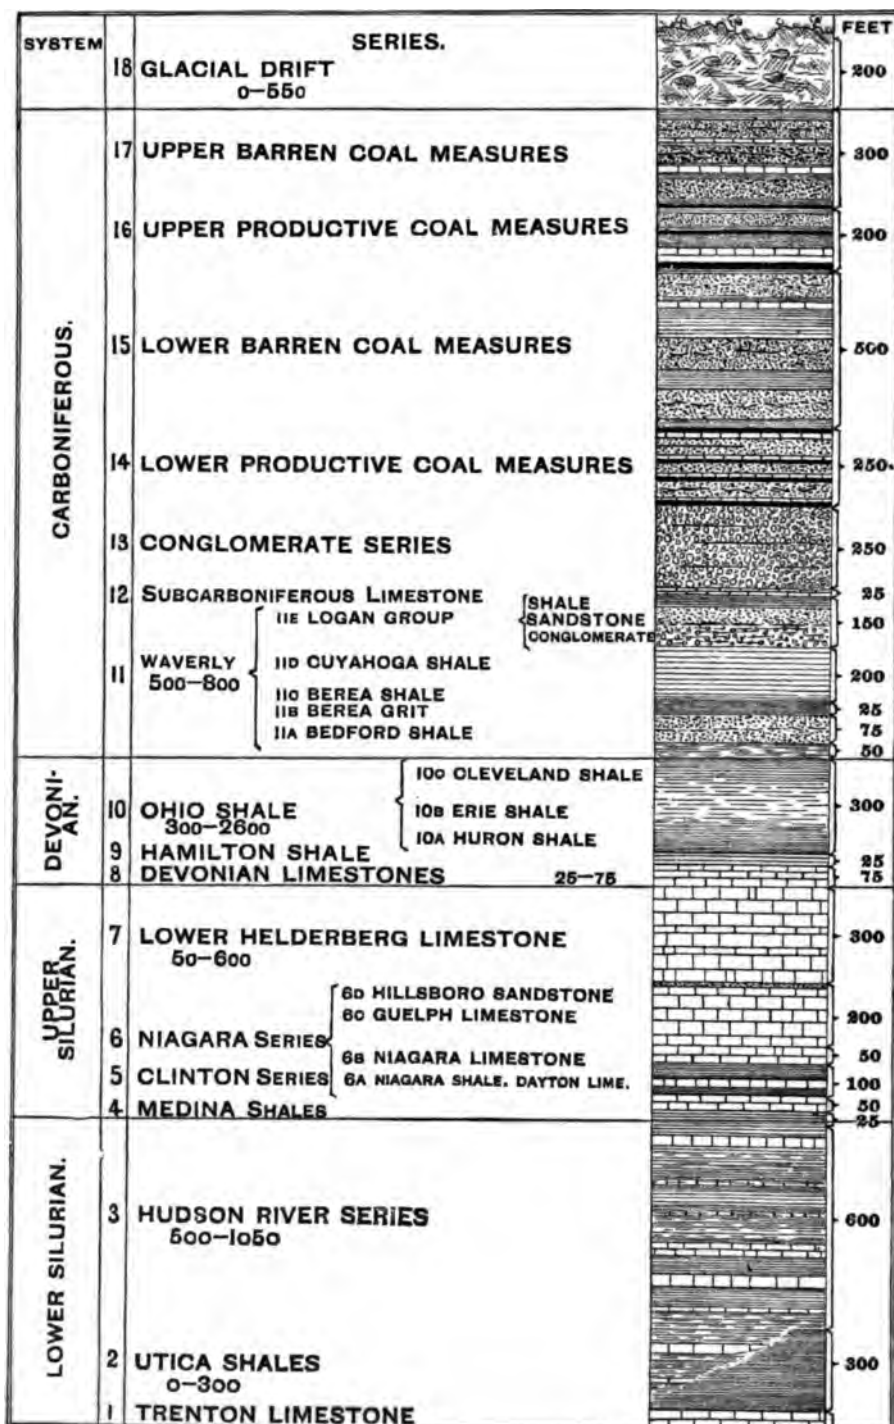 SYSTEM SERIES. FEET
18 GLACIAL DRIFT 200
0–550
CARBONIFEROUS.
17 UPPER BARREN COAL MEASURES 300
16 UPPER PRODUCTIVE COAL MEASURES 200
15 LOWER BARREN COAL MEASURES 500
14 LOWER PRODUCTIVE COAL MEASURES 250
13 CONGLOMERATE SERIES 250
12 SUBCARBONIFEROUS LIMESTONE 25
11E LOGAN GROUP SHALE SANDSTONE CONGLOMERATE 150
11 WAVERLY 11D CUYAHOGA SHALE 200
500–800
11C BEREA SHALE 25
11B BEREA GRIT 75
11A BEDFORD SHALE 50
DEVONI-
AN.
10C CLEVELAND SHALE
10 OHIO SHALE 10B ERIE SHALE 300
300–2600
10A HURON SHALE
9 HAMILTON SHALE 25
8 DEVONIAN LIMESTONES 25–75 75
UPPER
SILURIAN.
7 LOWER HELDERBERG LIMESTONE 300
50–600
6D HILLSBORO SANDSTONE
6C GUELPH LIMESTONE 200
6 NIAGARA SERIES
6B NIAGARA LIMESTONE 50
5 CLINTON SERIES 6A NIAGARA SHALE. DAYTON LIME. 100
50
4 MEDINA SHALES 25
LOWER SILURIAN.
3 HUDSON RIVER SERIES 600
500–1050
2 UTICA SHALES 300
0–300
1 TRENTON LIMESTONE